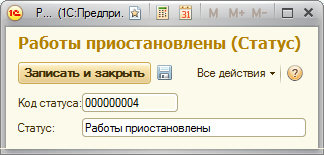 Р... (1С:Предпри... M M+ M-
Работы приостановлены (Статус)
Записать и закрыть Все действия ?
Код статуса: 000000004
Статус: Работы приостановлены